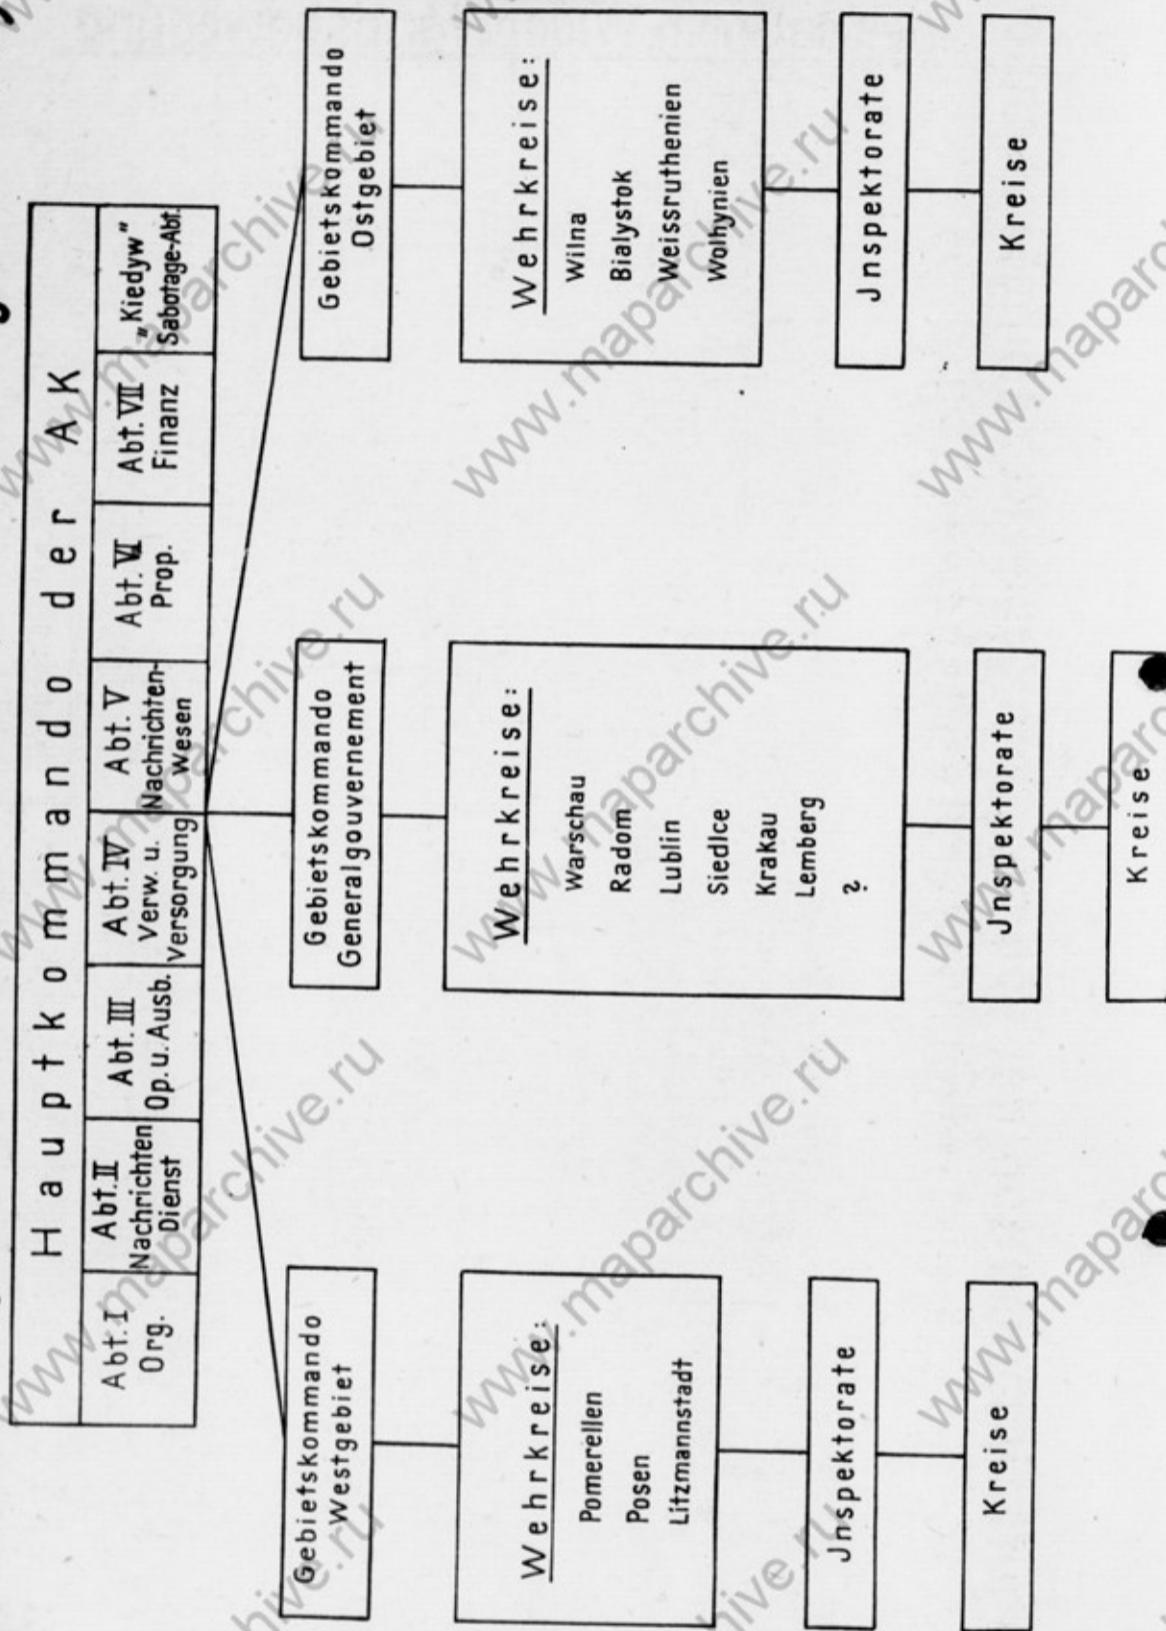 Hauptkommando der AK
Abt. I
Org.
Abt. II
Nachrichten
Dienst
Abt. III
Op. u. Ausb.
Abt. IV
Verw. u.
Versorgung
Abt. V
Nachrichten-
Wesen
Abt. VI
Prop.
Abt. VII
Finanz
"Kiedyw"
Sabotage-Abt.
Gebietskommando
Westgebiet
Wehrkreise:
Pomerellen
Posen
Litzmannstadt
Jnspektorate
Kreise
Gebietskommando
Generalgouvernement
Wehrkreise:
Warschau
Radom
Lublin
Siedlce
Krakau
Lemberg
?
Jnspektorate
Kreise
Gebietskommando
Ostgebiet
Wehrkreise:
Wilna
Bialystok
Weissruthenien
Wolhynien
Jnspektorate
Kreise
www.maparchive.ru